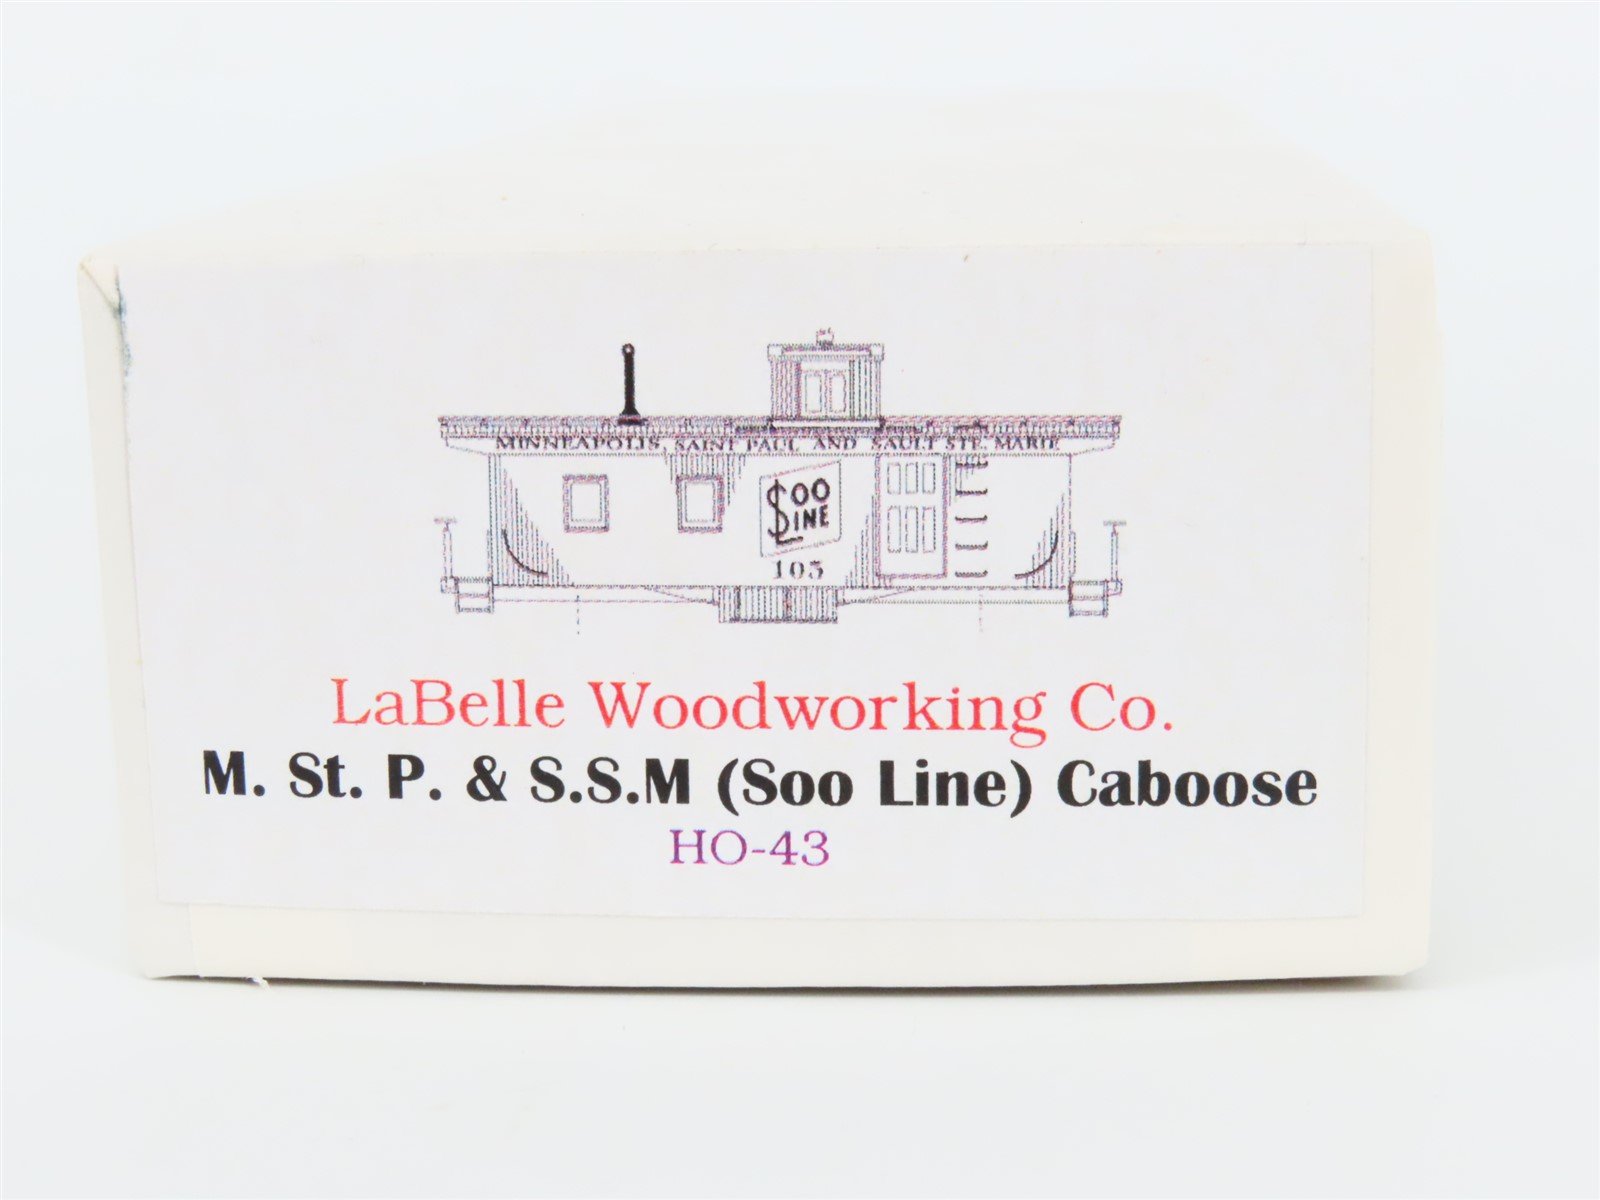 MINNEAPOLIS, SAINT PAUL AND SAULT STE. MARIE
SOO
LINE
105
LaBelle Woodworking Co.
M. St. P. & S.S.M (Soo Line) Caboose
HO-43